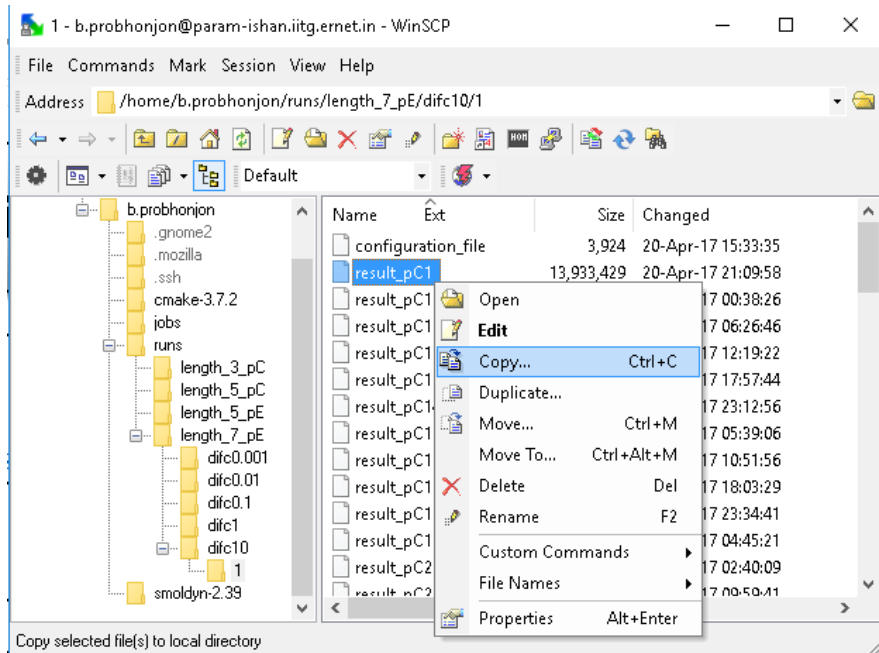 1 - b.probhonjon@param-ishan.iitg.ernet.in - WinSCP
File Commands Mark Session View Help
Address /home/b.probhonjon/runs/length_7_pE/difc10/1
Default
b.probhonjon
.gnome2
.mozilla
.ssh
cmake-3.7.2
jobs
runs
length_3_pC
length_5_pC
length_5_pE
length_7_pE
difc0.001
difc0.01
difc0.1
difc1
difc10
1
smoldyn-2.39
Name Ext Size Changed
configuration_file 3,924 20-Apr-17 15:33:35
result_pC1 13,933,429 20-Apr-17 21:09:58
result_pC1 17 00:38:26
result_pC1 17 06:26:46
result_pC1 17 12:19:22
result_pC1 17 17:57:44
result_pC1 17 23:12:56
result_pC1 17 05:39:06
result_pC1 17 10:51:56
result_pC1 17 18:03:29
result_pC1 17 23:34:41
result_pC1 17 04:45:21
result_pC2 17 02:40:09
result_pC2 17 09:59:41
Open
Edit
Copy... Ctrl+C
Duplicate...
Move... Ctrl+M
Move To... Ctrl+Alt+M
Delete Del
Rename F2
Custom Commands
File Names
Properties Alt+Enter
Copy selected file(s) to local directory